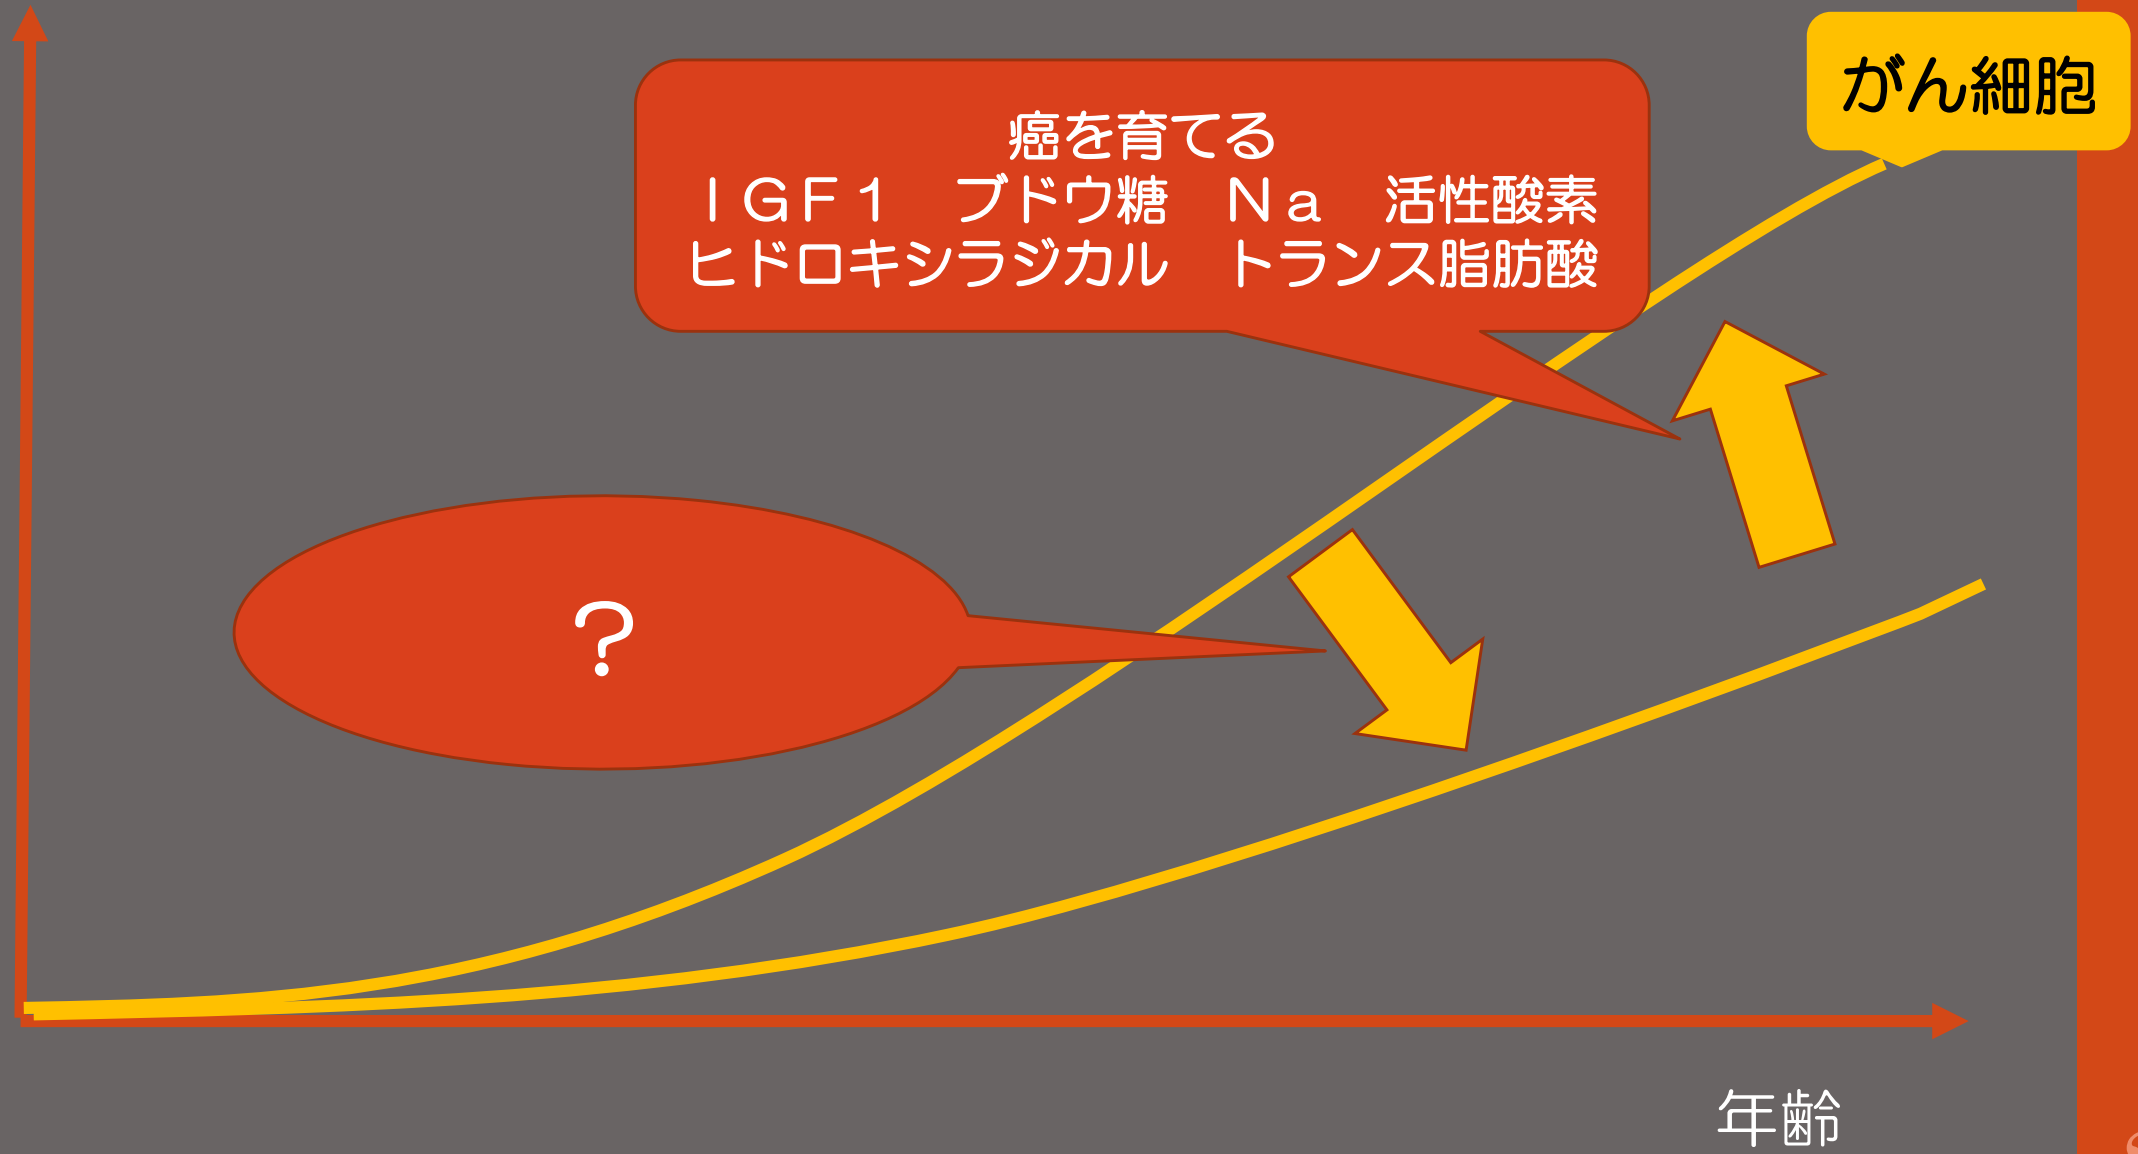 がん細胞
癌を育てる
ＩＧＦ１　ブドウ糖　Ｎａ　活性酸素
ヒドロキシラジカル　トランス脂肪酸
？
年齢